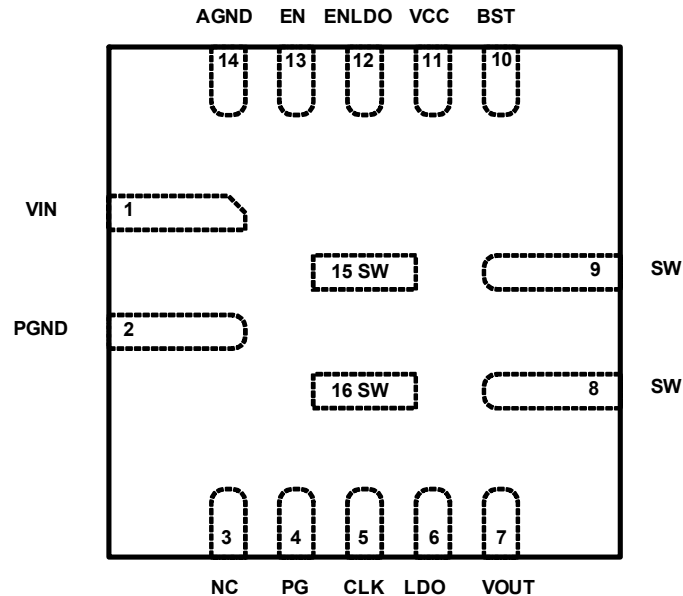 AGND EN ENLDO VCC BST
14 13 12 11 10
VIN 1
15 SW 9 SW
PGND 2
16 SW 8 SW
3 4 5 6 7
NC PG CLK LDO VOUT